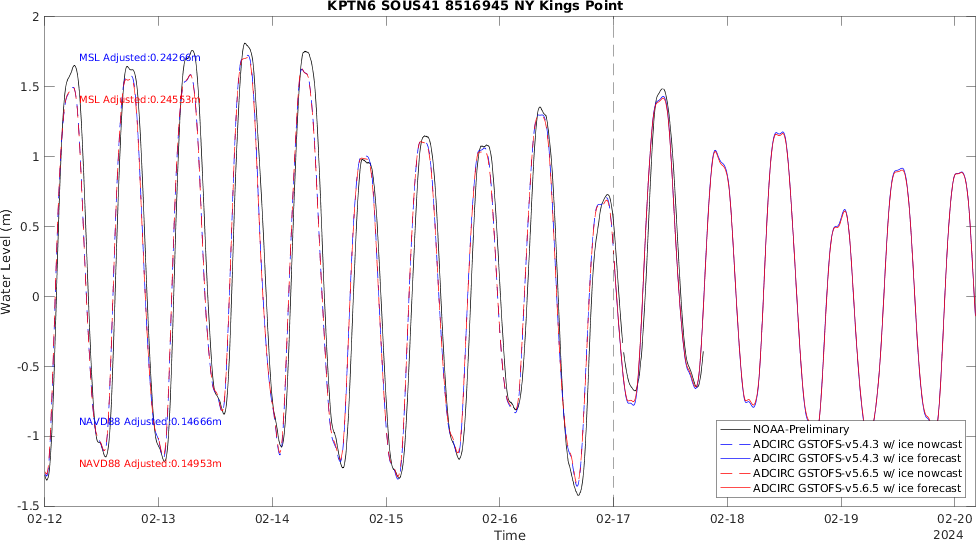 KPTN6 SOUS41 8516945 NY Kings Point
2
1.5
1
0.5
0
-0.5
-1
-1.5
Water Level (m)
MSL Adjusted:0.24266m
MSL Adjusted:0.24553m
NAVD88 Adjusted:0.14666m
NAVD88 Adjusted:0.14953m
NOAA-Preliminary
ADCIRC GSTOFS-v5.4.3 w/ ice nowcast
ADCIRC GSTOFS-v5.4.3 w/ ice forecast
ADCIRC GSTOFS-v5.6.5 w/ ice nowcast
ADCIRC GSTOFS-v5.6.5 w/ ice forecast
02-12 02-13 02-14 02-15 02-16 02-17 02-18 02-19 02-20
Time
2024